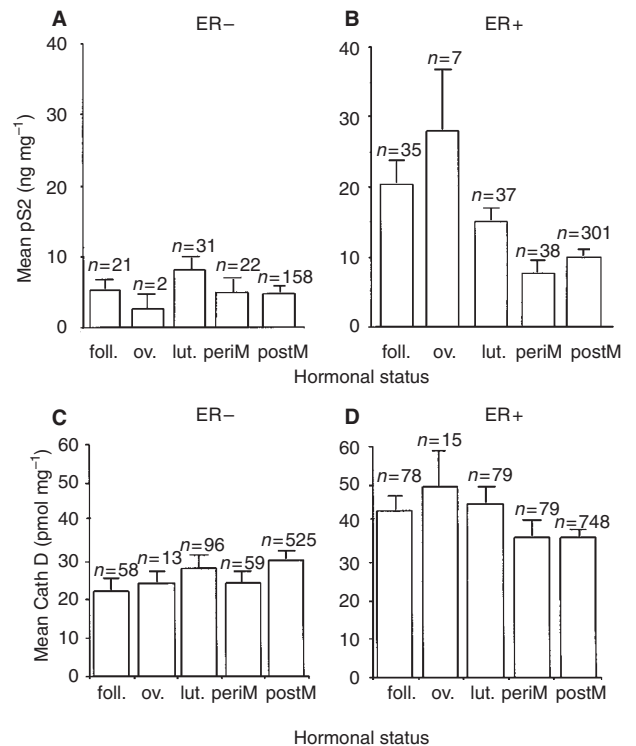 A
ER−
B
ER+
Mean pS2 (ng mg−1)
40
30
20
10
0
n=21
n=2
n=31
n=22
n=158
foll. ov. lut. periM postM
40
30
20
10
0
n=35
n=7
n=37
n=38
n=301
foll. ov. lut. periM postM
Hormonal status
C
ER−
D
ER+
Mean Cath D (pmol mg−1)
60
50
40
30
20
10
0
n=58
n=13
n=96
n=59
n=525
foll. ov. lut. periM postM
60
50
40
30
20
10
0
n=78
n=15
n=79
n=79
n=748
foll. ov. lut. periM postM
Hormonal status